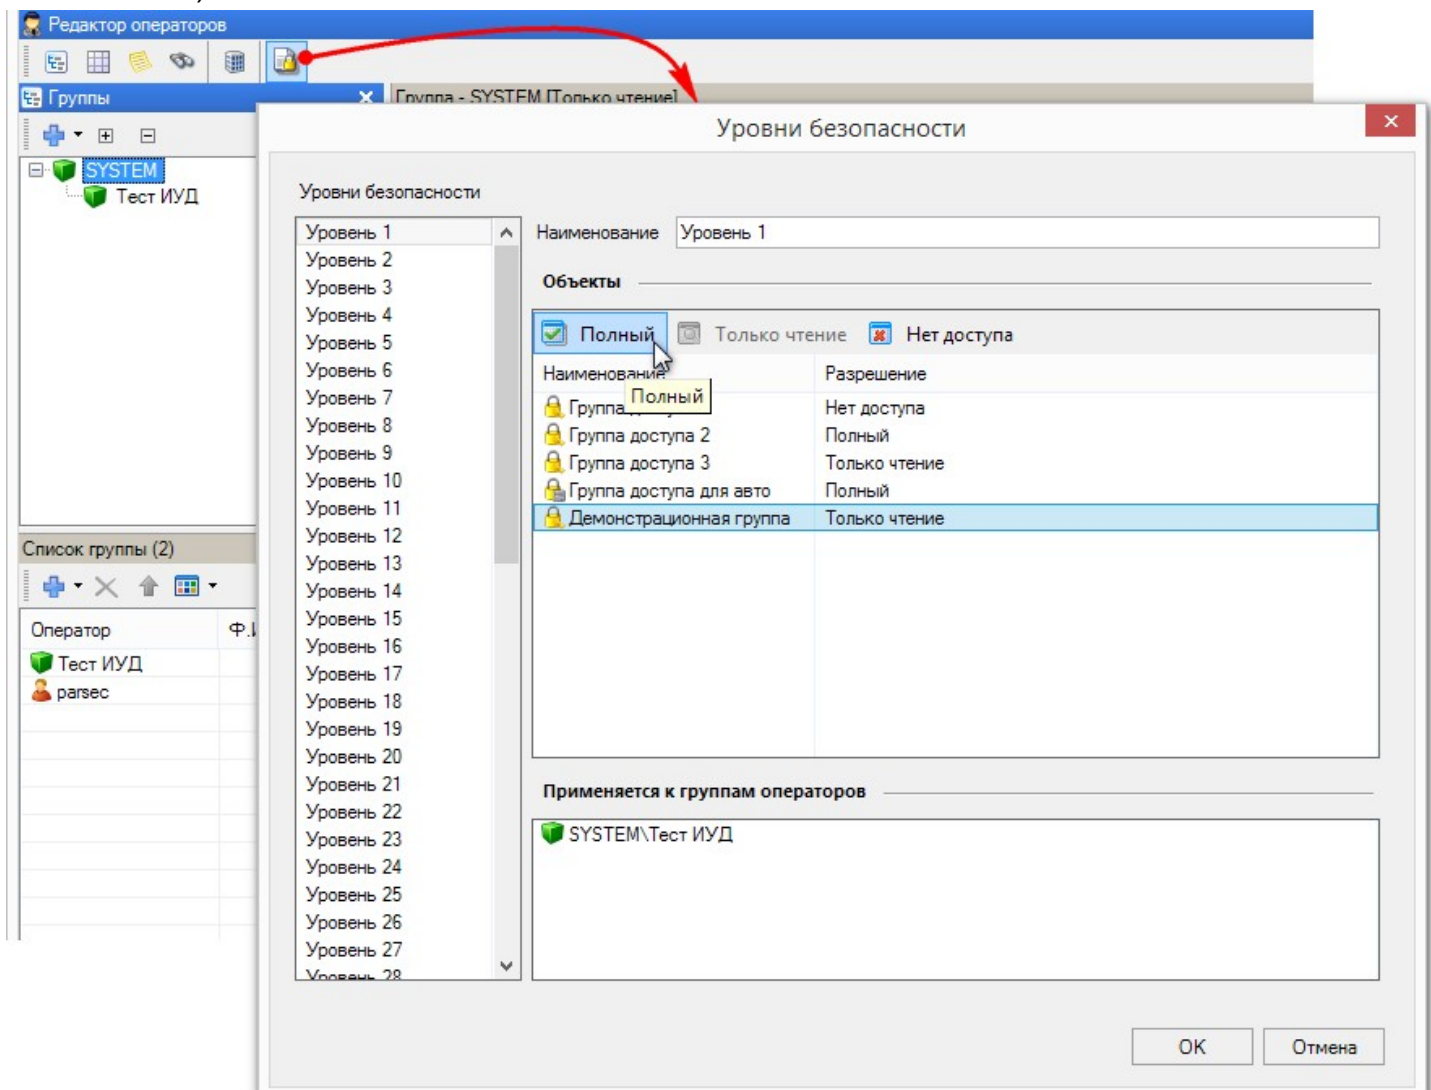 Редактор операторов
Группы
Группа - SYSTEM [Только чтение]
SYSTEM
Тест ИУД
Список группы (2)
Оператор
Тест ИУД
parsec
Уровни безопасности
Уровни безопасности
Уровень 1
Уровень 2
Уровень 3
Уровень 4
Уровень 5
Уровень 6
Уровень 7
Уровень 8
Уровень 9
Уровень 10
Уровень 11
Уровень 12
Уровень 13
Уровень 14
Уровень 15
Уровень 16
Уровень 17
Уровень 18
Уровень 19
Уровень 20
Уровень 21
Уровень 22
Уровень 23
Уровень 24
Уровень 25
Уровень 26
Уровень 27
Уровень 28
Наименование Уровень 1
Объекты
Полный Только чтение Нет доступа
Наименование Разрешение
Полный
Группа Нет доступа
Группа доступа 2 Полный
Группа доступа 3 Только чтение
Группа доступа для авто Полный
Демонстрационная группа Только чтение
Применяется к группам операторов
SYSTEM\Тест ИУД
OK Отмена